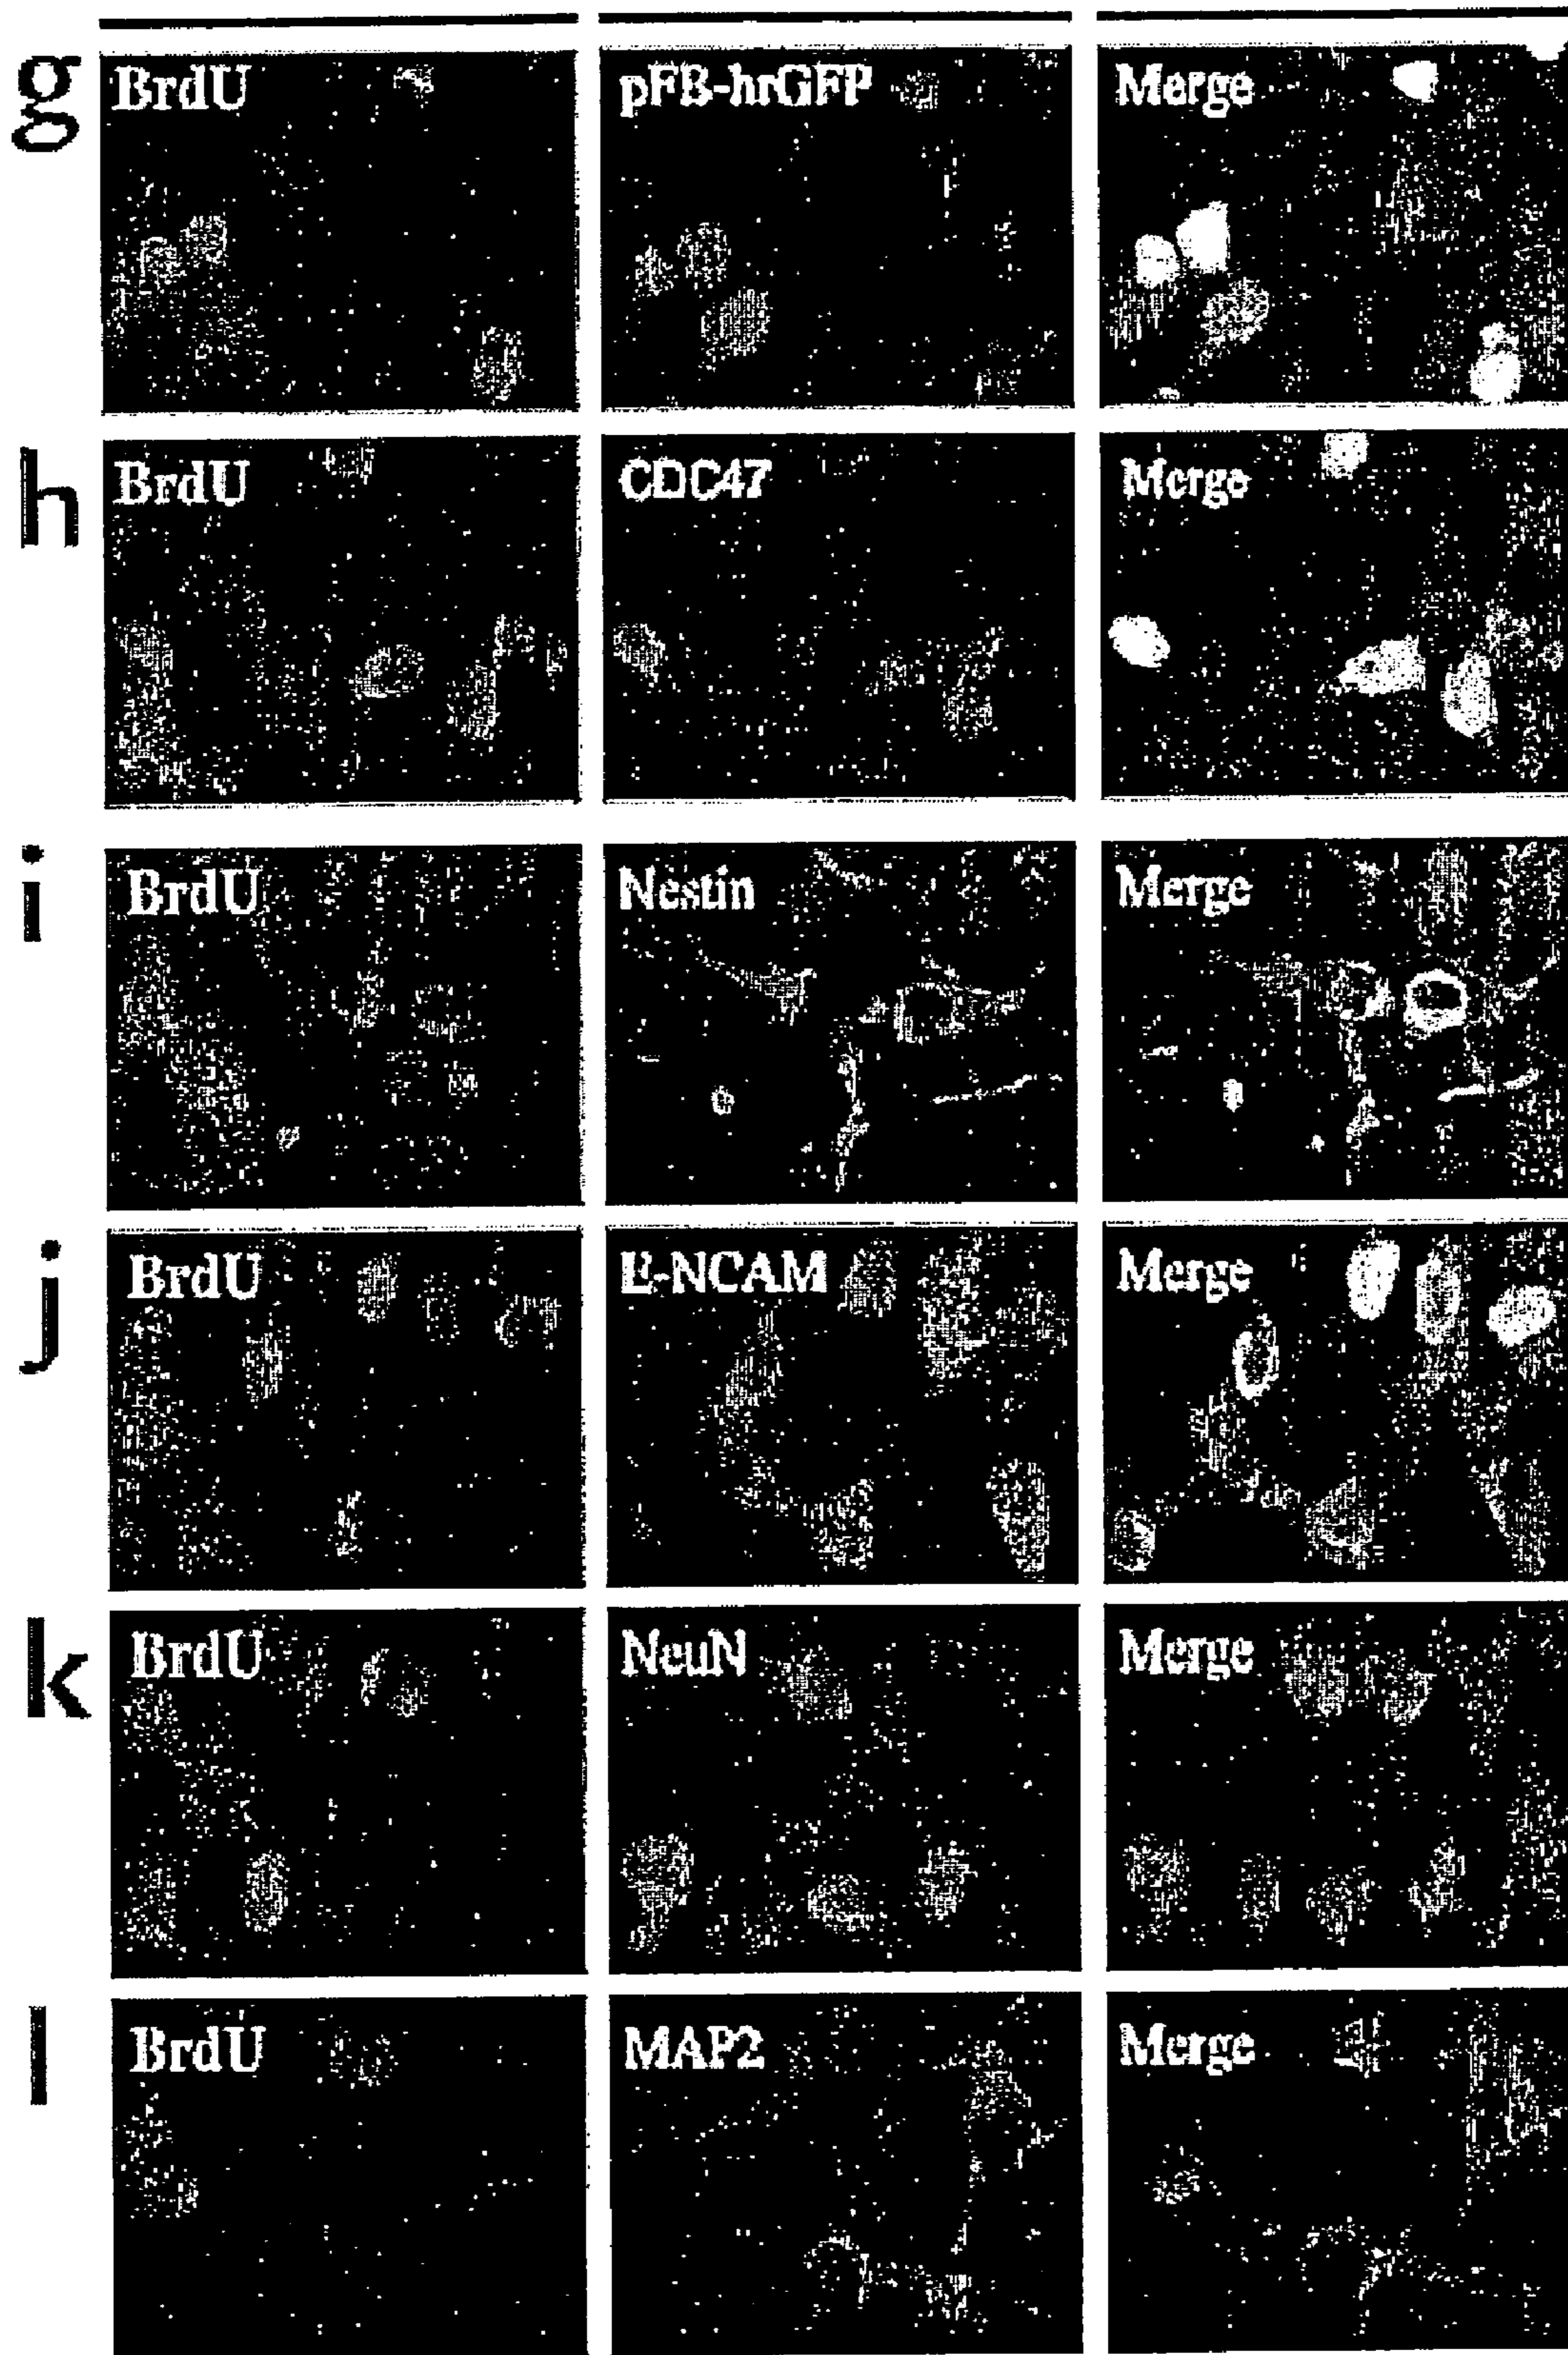 g BrdU pFB-hrGFP Merge
h BrdU CDC47 Merge
i BrdU Nestin Merge
j BrdU E-NCAM Merge
k BrdU NeuN Merge
l BrdU MAP2 Merge